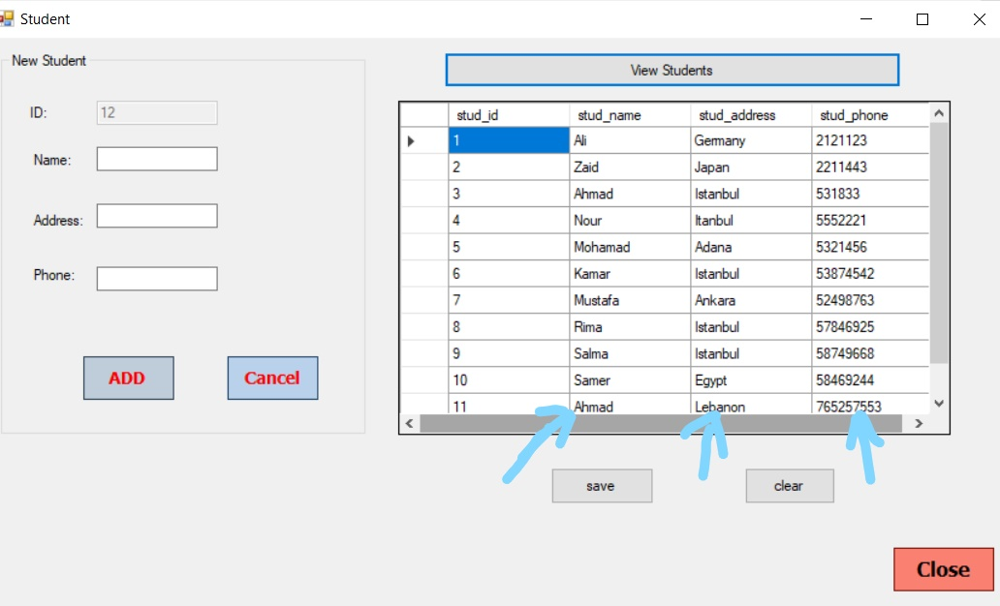 Student
New Student
View Students
ID: 12
Name:
Address:
Phone:
ADD Cancel
stud_id stud_name stud_address stud_phone
1 Ali Germany 2121123
2 Zaid Japan 2211443
3 Ahmad Istanbul 531833
4 Nour Itanbul 5552221
5 Mohamad Adana 5321456
6 Kamar Istanbul 53874542
7 Mustafa Ankara 52498763
8 Rima Istanbul 57846925
9 Salma Istanbul 58749668
10 Samer Egypt 58469244
11 Ahmad Lebanon 765257553
save clear
Close